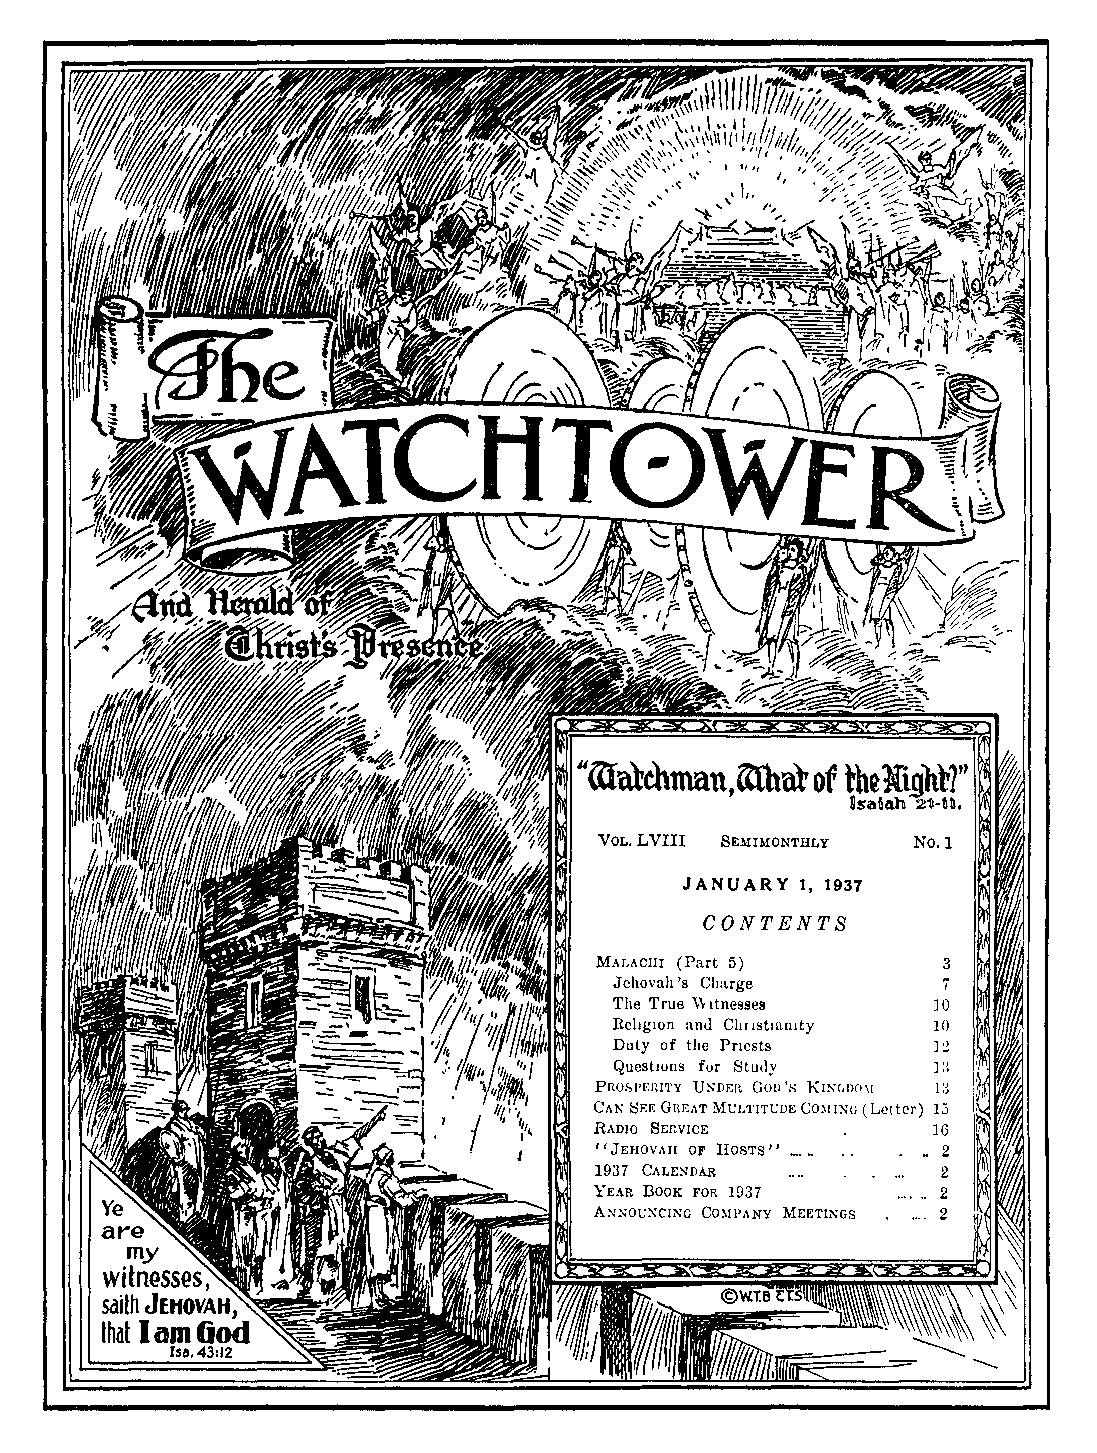 The
WATCHTOWER
And Herald of
Christ's Presence
"Watchman, What of the Night?"
Isaiah 21-11.
VOL. LVIII SEMIMONTHLY NO. 1
JANUARY 1, 1937
CONTENTS
MALACHI (Part 5) 3
Jehovah's Charge 7
The True Witnesses 10
Religion and Christianity 10
Duty of the Priests 12
Questions for Study 13
PROSPERITY UNDER GOD'S KINGDOM 13
CAN SEE GREAT MULTITUDE COMING (Letter) 15
RADIO SERVICE 16
"JEHOVAH OF HOSTS" 2
1937 CALENDAR 2
YEAR BOOK FOR 1937 2
ANNOUNCING COMPANY MEETINGS 2
Ye
are
my
witnesses,
saith JEHOVAH,
that I am God
Isa. 43:12
©W.T.B & T.S